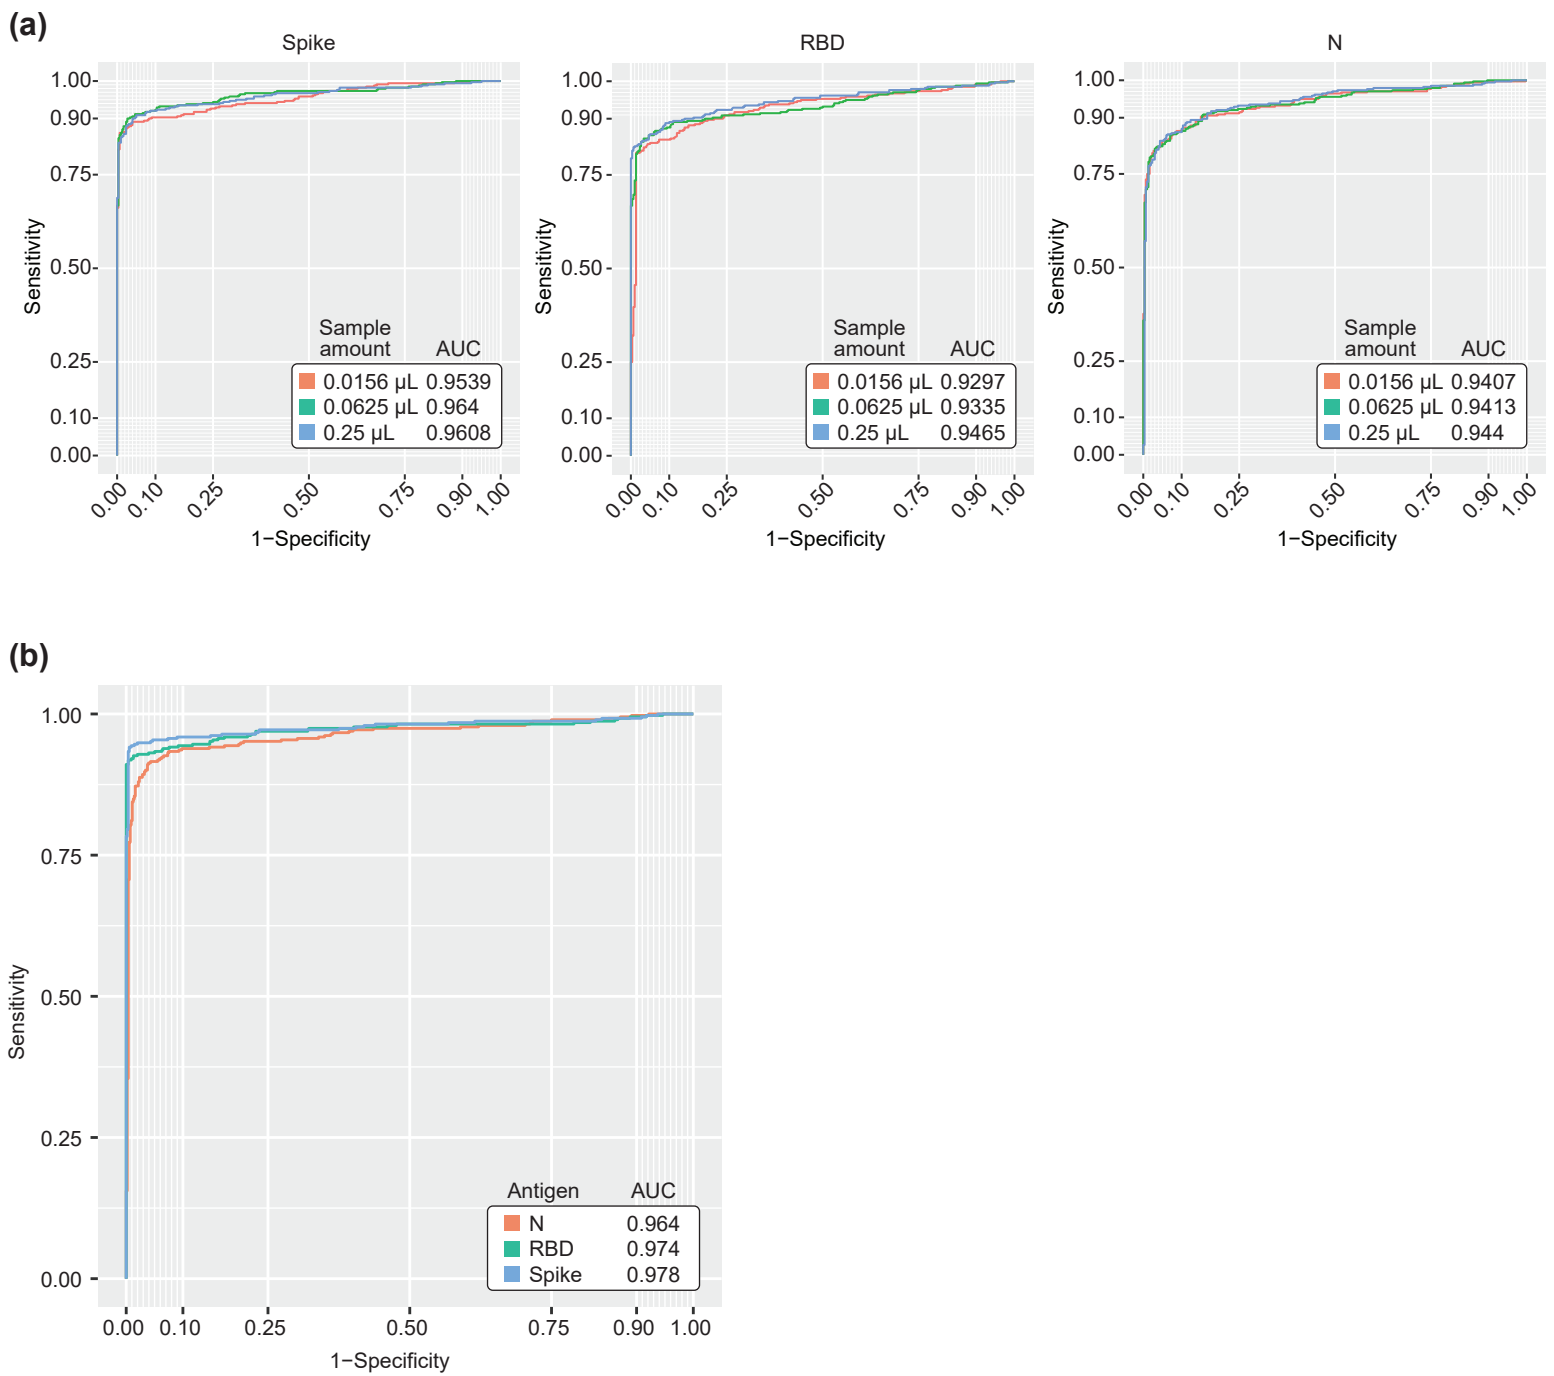 (a)
Spike
1.00
0.90
0.75
0.50
0.25
0.10
0.00
Sensitivity
Sample amount AUC
0.0156 µL 0.9539
0.0625 µL 0.964
0.25 µL 0.9608
0.00 0.10 0.25 0.50 0.75 0.90 1.00
1−Specificity
RBD
1.00
0.90
0.75
0.50
0.25
0.10
0.00
Sensitivity
Sample amount AUC
0.0156 µL 0.9297
0.0625 µL 0.9335
0.25 µL 0.9465
0.00 0.10 0.25 0.50 0.75 0.90 1.00
1−Specificity
N
1.00
0.90
0.75
0.50
0.25
0.10
0.00
Sensitivity
Sample amount AUC
0.0156 µL 0.9407
0.0625 µL 0.9413
0.25 µL 0.944
0.00 0.10 0.25 0.50 0.75 0.90 1.00
1−Specificity
(b)
1.00
0.75
0.50
0.25
0.00
Sensitivity
Antigen AUC
N 0.964
RBD 0.974
Spike 0.978
0.00 0.10 0.25 0.50 0.75 0.90 1.00
1−Specificity